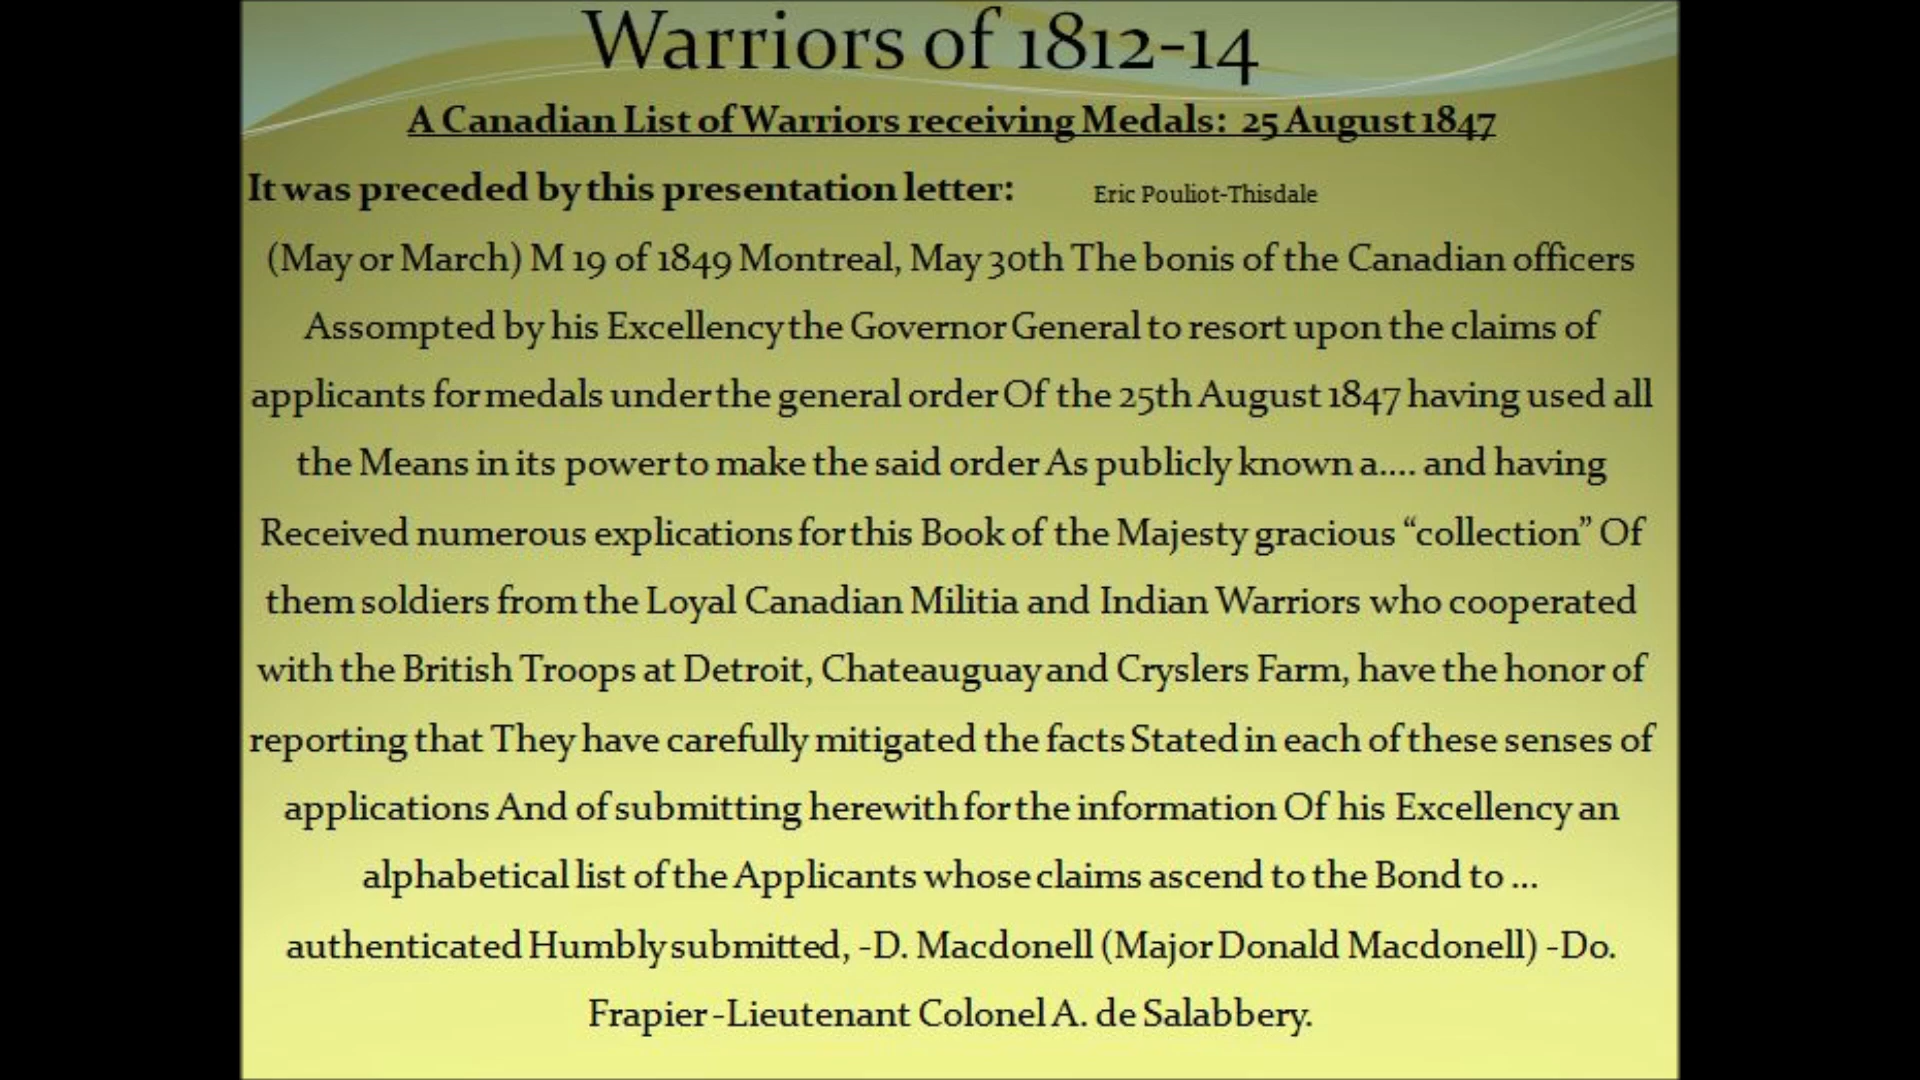 Warriors of 1812-14
A Canadian List of Warriors receiving Medals: 25 August 1847
It was preceded by this presentation letter: Eric Pouliot-Thisdale
(May or March) M 19 of 1849 Montreal, May 30th The bonis of the Canadian officers
Assompted by his Excellency the Governor General to resort upon the claims of
applicants for medals under the general order Of the 25th August 1847 having used all
the Means in its power to make the said order As publicly known a.... and having
Received numerous explications for this Book of the Majesty gracious “collection” Of
them soldiers from the Loyal Canadian Militia and Indian Warriors who cooperated
with the British Troops at Detroit, Chateauguay and Cryslers Farm, have the honor of
reporting that They have carefully mitigated the facts Stated in each of these senses of
applications And of submitting herewith for the information Of his Excellency an
alphabetical list of the Applicants whose claims ascend to the Bond to ...
authenticated Humbly submitted, -D. Macdonell (Major Donald Macdonell) -Do.
Frapier -Lieutenant Colonel A. de Salabbery.